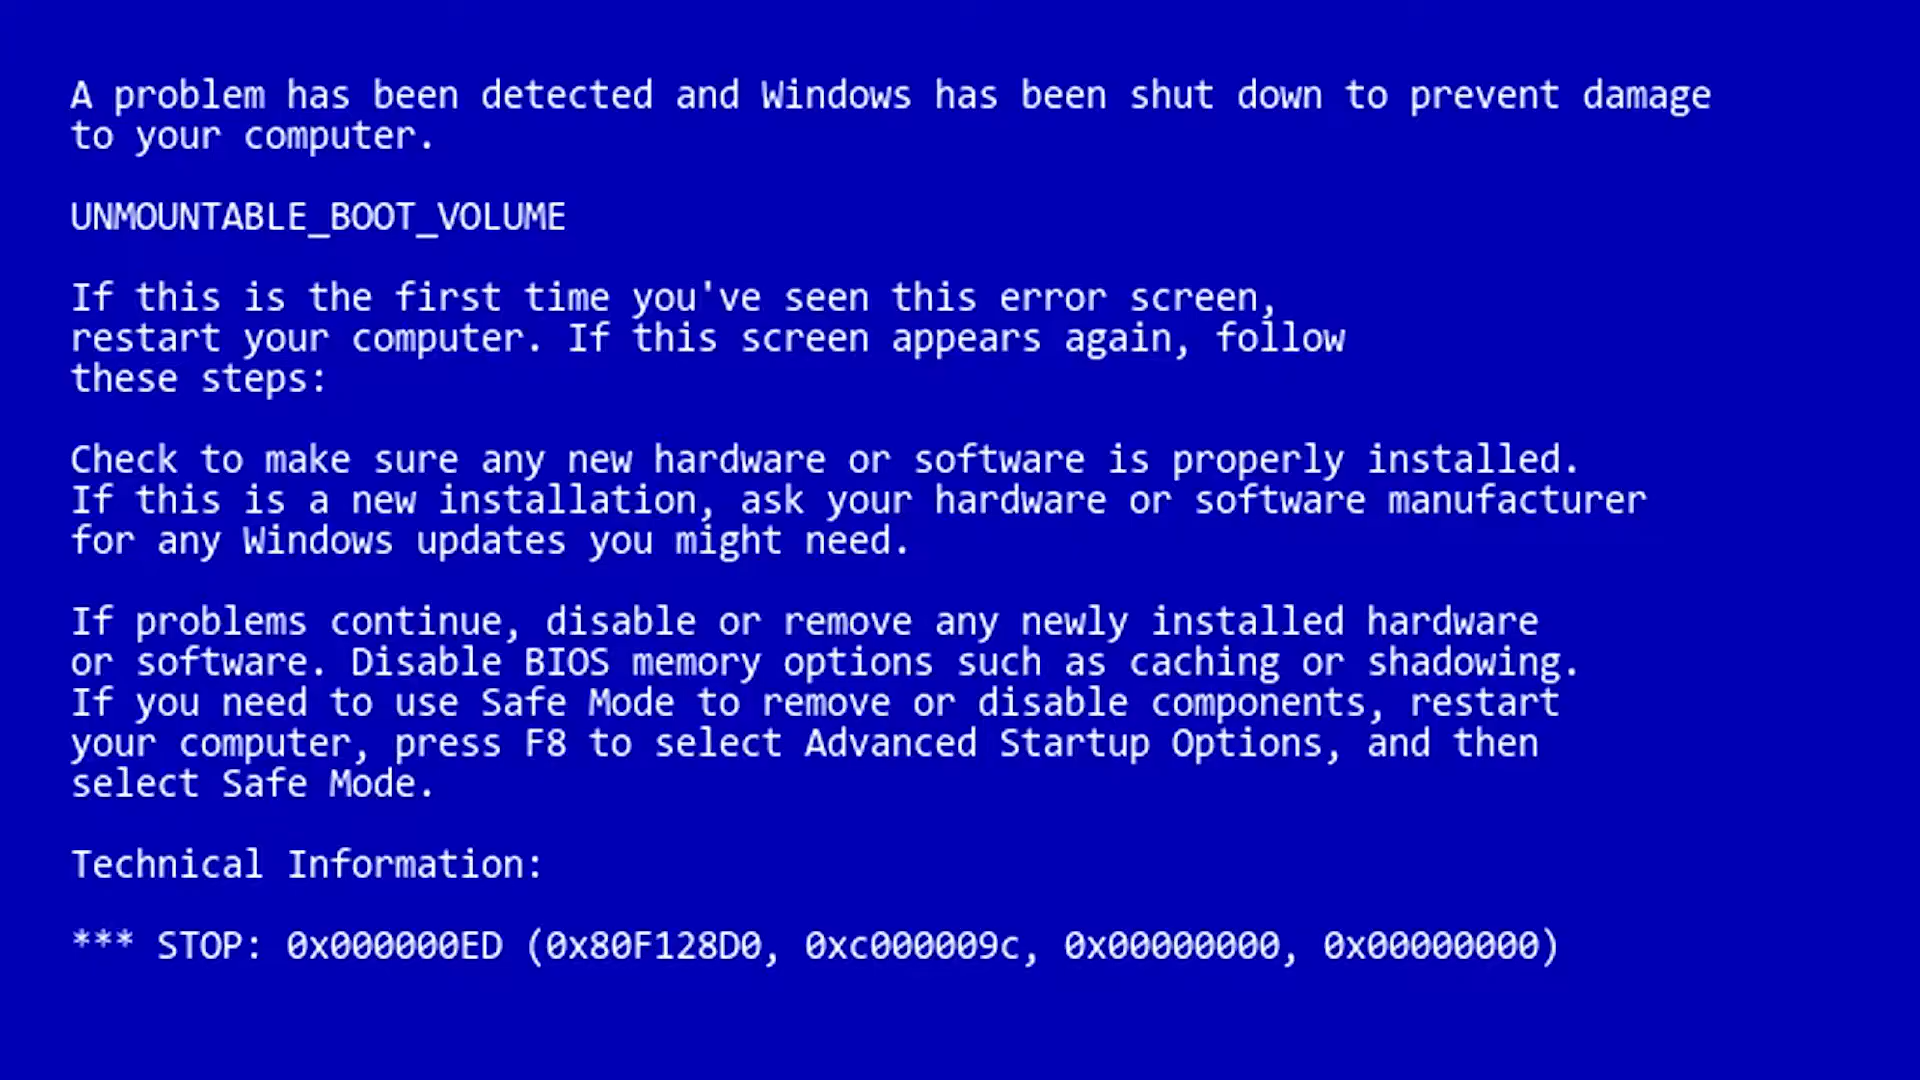 A problem has been detected and Windows has been shut down to prevent damage
to your computer.
UNMOUNTABLE_BOOT_VOLUME
If this is the first time you've seen this error screen,
restart your computer. If this screen appears again, follow
these steps:
Check to make sure any new hardware or software is properly installed.
If this is a new installation, ask your hardware or software manufacturer
for any Windows updates you might need.
If problems continue, disable or remove any newly installed hardware
or software. Disable BIOS memory options such as caching or shadowing.
If you need to use Safe Mode to remove or disable components, restart
your computer, press F8 to select Advanced Startup Options, and then
select Safe Mode.
Technical Information:
*** STOP: 0x000000ED (0x80F128D0, 0xc000009c, 0x00000000, 0x00000000)